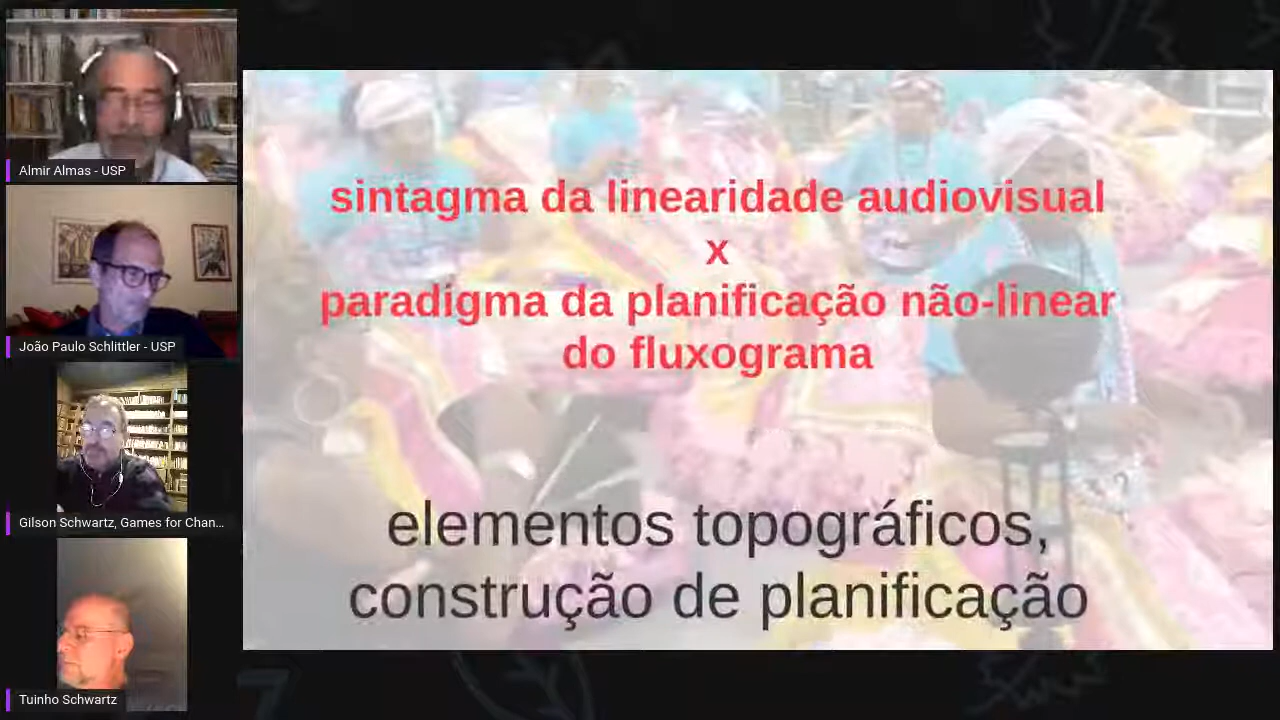 Almir Almas - USP
João Paulo Schlittler - USP
Gilson Schwartz, Games for Chan...
Tuinho Schwartz
sintagma da linearidade audiovisual
x
paradigma da planificação não-linear
do fluxograma
elementos topográficos,
construção de planificação